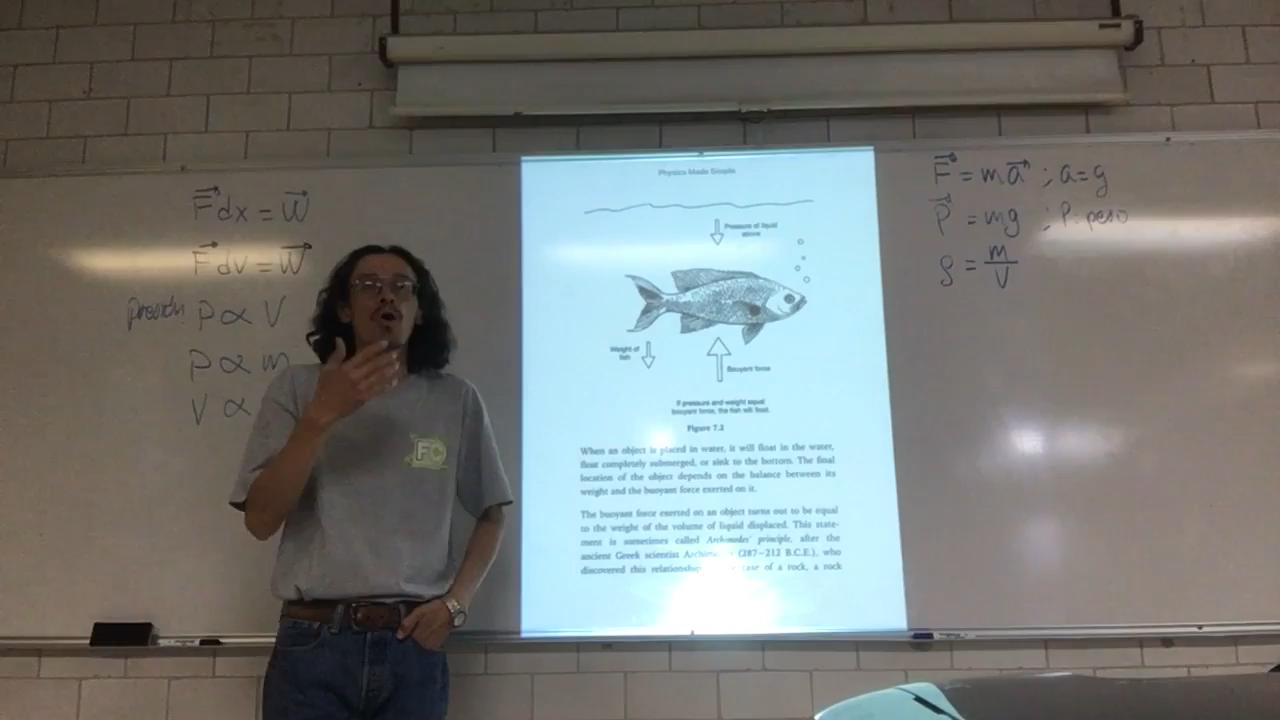 F⃗dx = W⃗
F⃗dv = W⃗
P ∝ V
P ∝ m
V ∝
FC
Physics Made Simple
Pressure of liquid
above
Weight of
fish
Buoyant force
If pressure and weight equal
buoyant force, the fish will float.
Figure 7.2
When an object is placed in water, it will float in the water,
float completely submerged, or sink to the bottom. The final
location of the object depends on the balance between its
weight and the buoyant force exerted on it.
The buoyant force exerted on an object turns out to be equal
to the weight of the volume of liquid displaced. This state-
ment is sometimes called Archimedes' principle, after the
ancient Greek scientist (287–212 B.C.E.), who
discovered this relationship case of a rock, a rock
F⃗ = ma⃗ ; a=g
P⃗ = mg ; P: peso
ρ = m/V